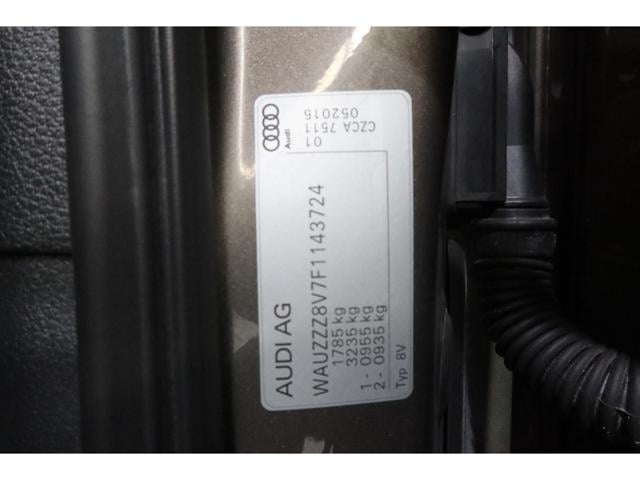 AUDI AG
WAUZZZ8V7F1143724
1785 kg
3235 kg
1 - 0955 kg
2 - 0935 kg
Typ 8V
Audi
01
CZCA 7511
052015